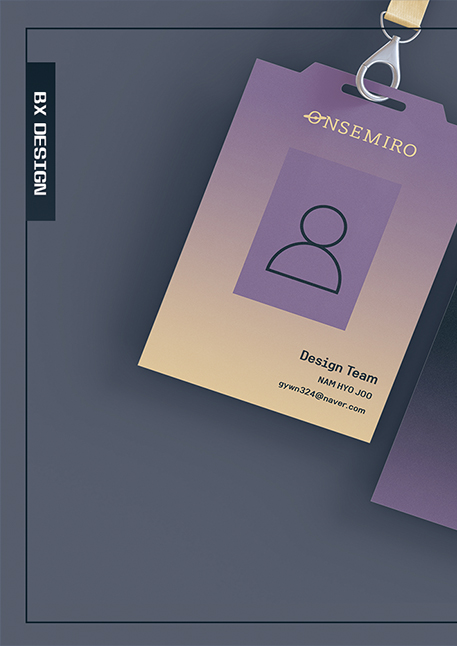 BX DESIGN
ONSEMIRO
Design Team
NAM HYO JOO
gywn324@naver.com